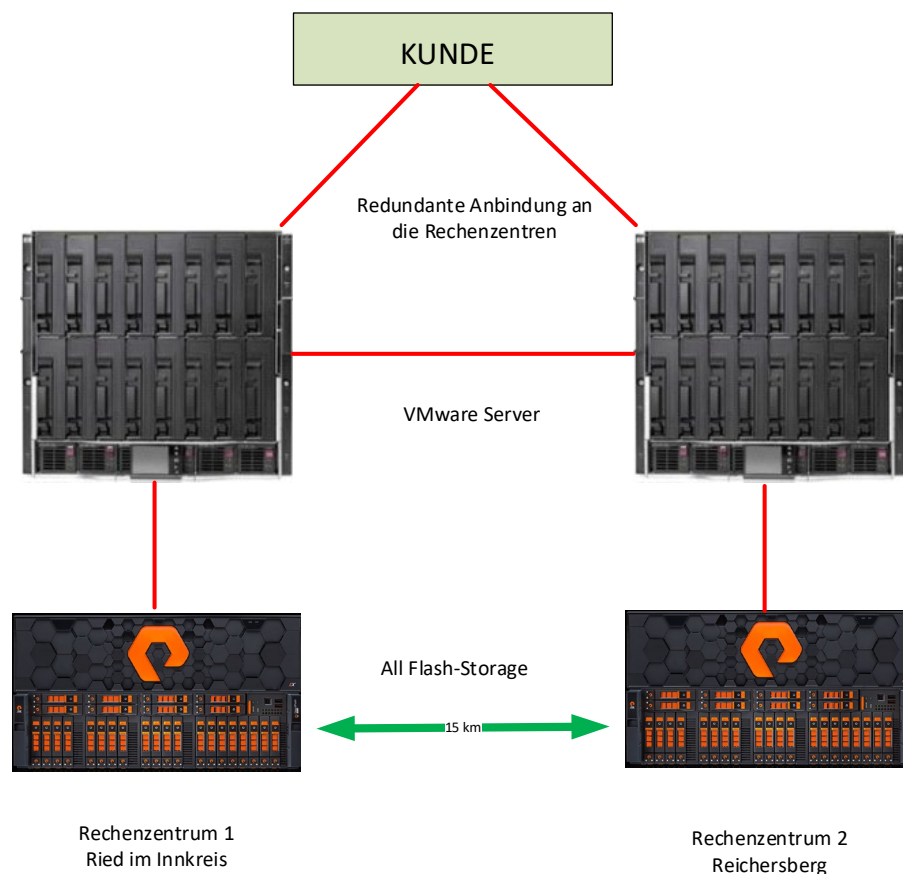 KUNDE
Redundante Anbindung an
die Rechenzentren
VMware Server
All Flash-Storage
15 km
Rechenzentrum 1
Ried im Innkreis
Rechenzentrum 2
Reichersberg